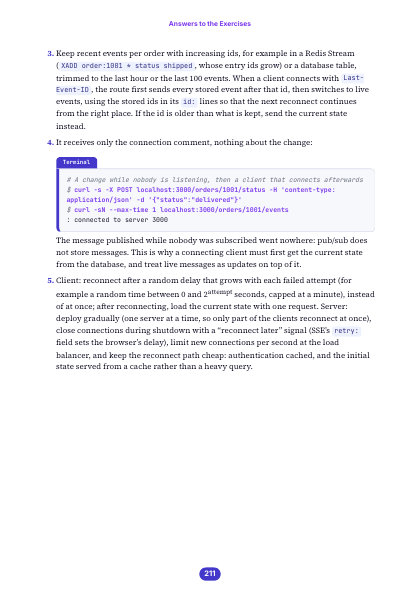 Answers to the Exercises
3. Keep recent events per order with increasing ids, for example in a Redis Stream
(XADD order:1001 * status shipped, whose entry ids grow) or a database table,
trimmed to the last hour or the last 100 events. When a client connects with Last-
Event-ID, the route first sends every stored event after that id, then switches to live
events, using the stored ids in its id: lines so that the next reconnect continues
from the right place. If the id is older than what is kept, send the current state
instead.
4. It receives only the connection comment, nothing about the change:
Terminal
# A change while nobody is listening, then a client that connects afterwards
$ curl -s -X POST localhost:3000/orders/1001/status -H 'content-type:
application/json' -d '{"status":"delivered"}'
$ curl -sN --max-time 1 localhost:3000/orders/1001/events
: connected to server 3000
The message published while nobody was subscribed went nowhere: pub/sub does
not store messages. This is why a connecting client must first get the current state
from the database, and treat live messages as updates on top of it.
5. Client: reconnect after a random delay that grows with each failed attempt (for
example a random time between 0 and 2^attempt seconds, capped at a minute), instead
of at once; after reconnecting, load the current state with one request. Server:
deploy gradually (one server at a time, so only part of the clients reconnect at once),
close connections during shutdown with a “reconnect later” signal (SSE’s retry:
field sets the browser’s delay), limit new connections per second at the load
balancer, and keep the reconnect path cheap: authentication cached, and the initial
state served from a cache rather than a heavy query.
211